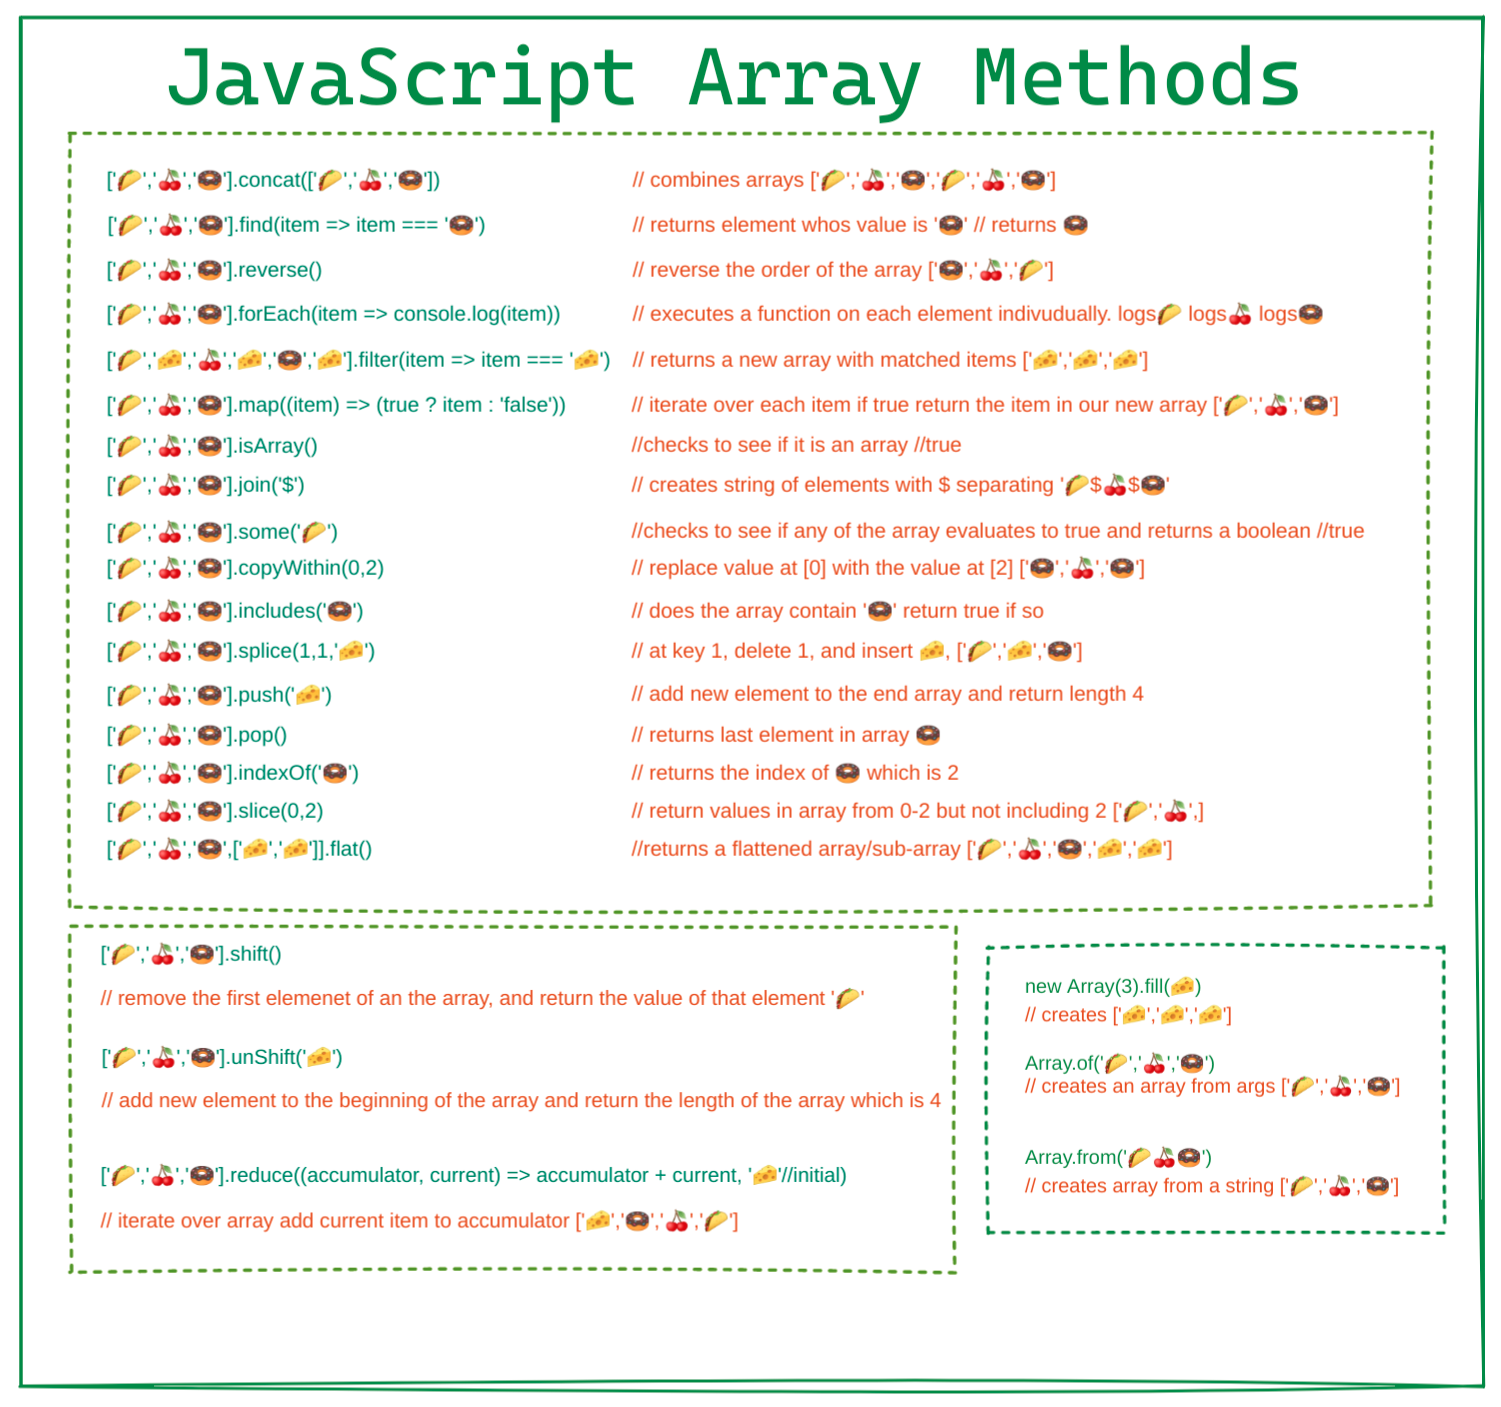 JavaScript Array Methods
['🌮','🍒','🍩'].concat(['🌮','🍒','🍩']) // combines arrays ['🌮','🍒','🍩','🌮','🍒','🍩']
['🌮','🍒','🍩'].find(item => item === '🍩') // returns element whos value is '🍩' // returns 🍩
['🌮','🍒','🍩'].reverse() // reverse the order of the array ['🍩','🍒','🌮']
['🌮','🍒','🍩'].forEach(item => console.log(item)) // executes a function on each element indivudually. logs🌮 logs🍒 logs🍩
['🌮','🧀','🍒','🧀','🍩','🧀'].filter(item => item === '🧀') // returns a new array with matched items ['🧀','🧀','🧀']
['🌮','🍒','🍩'].map((item) => (true ? item : 'false')) // iterate over each item if true return the item in our new array ['🌮','🍒','🍩']
['🌮','🍒','🍩'].isArray() //checks to see if it is an array //true
['🌮','🍒','🍩'].join('$') // creates string of elements with $ separating '🌮$🍒$🍩'
['🌮','🍒','🍩'].some('🌮') //checks to see if any of the array evaluates to true and returns a boolean //true
['🌮','🍒','🍩'].copyWithin(0,2) // replace value at [0] with the value at [2] ['🍩','🍒','🍩']
['🌮','🍒','🍩'].includes('🍩') // does the array contain '🍩' return true if so
['🌮','🍒','🍩'].splice(1,1,'🧀') // at key 1, delete 1, and insert 🧀, ['🌮','🧀','🍩']
['🌮','🍒','🍩'].push('🧀') // add new element to the end array and return length 4
['🌮','🍒','🍩'].pop() // returns last element in array 🍩
['🌮','🍒','🍩'].indexOf('🍩') // returns the index of 🍩 which is 2
['🌮','🍒','🍩'].slice(0,2) // return values in array from 0-2 but not including 2 ['🌮','🍒',]
['🌮','🍒','🍩',['🧀','🧀']].flat() //returns a flattened array/sub-array ['🌮','🍒','🍩','🧀','🧀']
['🌮','🍒','🍩'].shift()
// remove the first elemenet of an the array, and return the value of that element '🌮'
['🌮','🍒','🍩'].unShift('🧀')
// add new element to the beginning of the array and return the length of the array which is 4
['🌮','🍒','🍩'].reduce((accumulator, current) => accumulator + current, '🧀'//initial)
// iterate over array add current item to accumulator ['🧀','🍩','🍒','🌮']
new Array(3).fill(🧀)
// creates ['🧀','🧀','🧀']
Array.of('🌮','🍒','🍩')
// creates an array from args ['🌮','🍒','🍩']
Array.from('🌮🍒🍩')
// creates array from a string ['🌮','🍒','🍩']